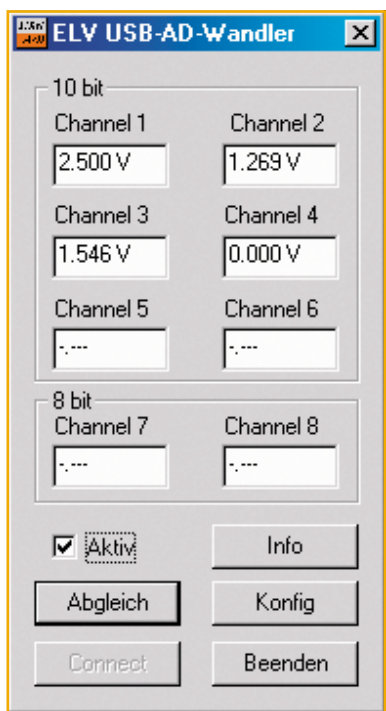 ELV USB-AD-Wandler
10 bit
Channel 1 Channel 2
2.500 V 1.269 V
Channel 3 Channel 4
1.546 V 0.000 V
Channel 5 Channel 6
-.--- -.---
8 bit
Channel 7 Channel 8
-.--- -.---
Aktiv Info
Abgleich Konfig
Connect Beenden